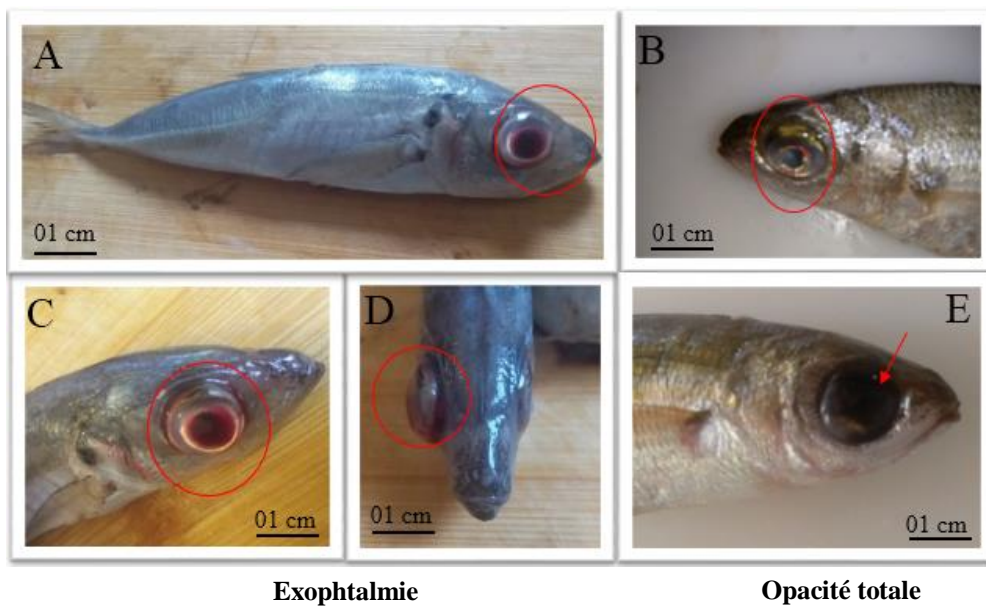 A
B
01 cm
01 cm
C
D
E
01 cm
01 cm
01 cm
Exophtalmie
Opacité totale